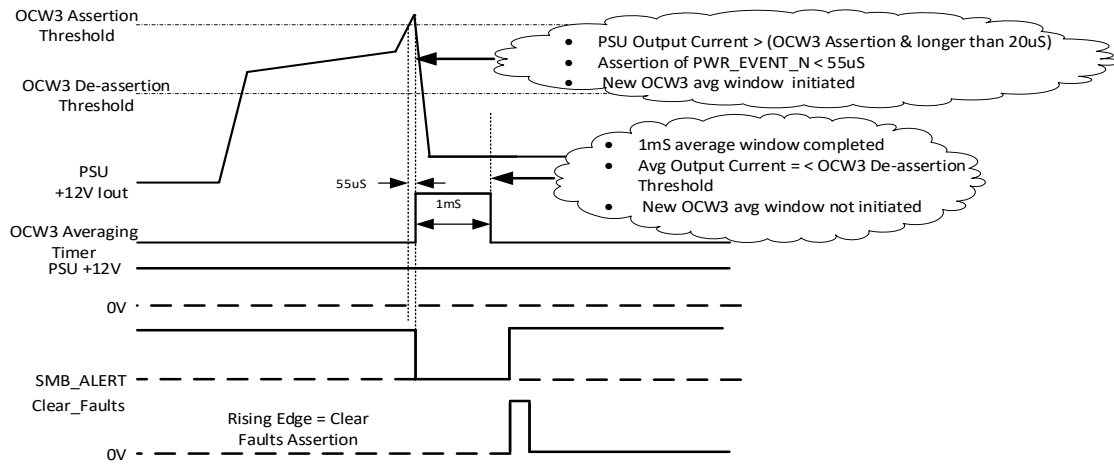 OCW3 Assertion
Threshold
OCW3 De-assertion
Threshold
PSU
+12V Iout
OCW3 Averaging
Timer
PSU +12V
0V
SMB_ALERT
Clear_Faults
0V
• PSU Output Current > (OCW3 Assertion & longer than 20uS)
• Assertion of PWR_EVENT_N < 55uS
• New OCW3 avg window initiated
• 1mS average window completed
• Avg Output Current = < OCW3 De-assertion
Threshold
• New OCW3 avg window not initiated
55uS
1mS
Rising Edge = Clear
Faults Assertion